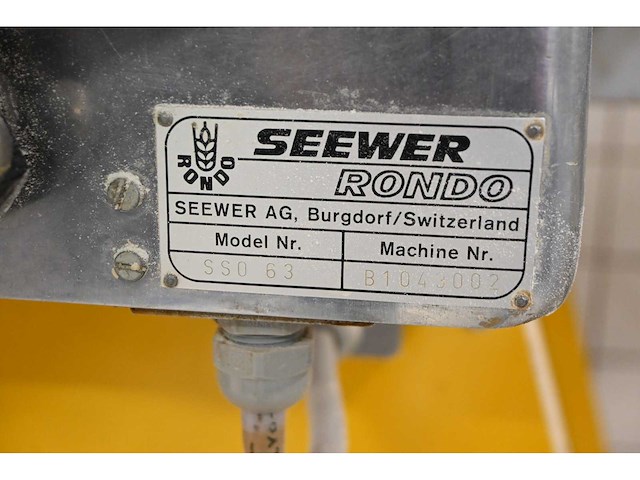 RONDO
SEEWER
RONDO
SEEWER AG, Burgdorf/Switzerland
Model Nr. Machine Nr.
SSO 63